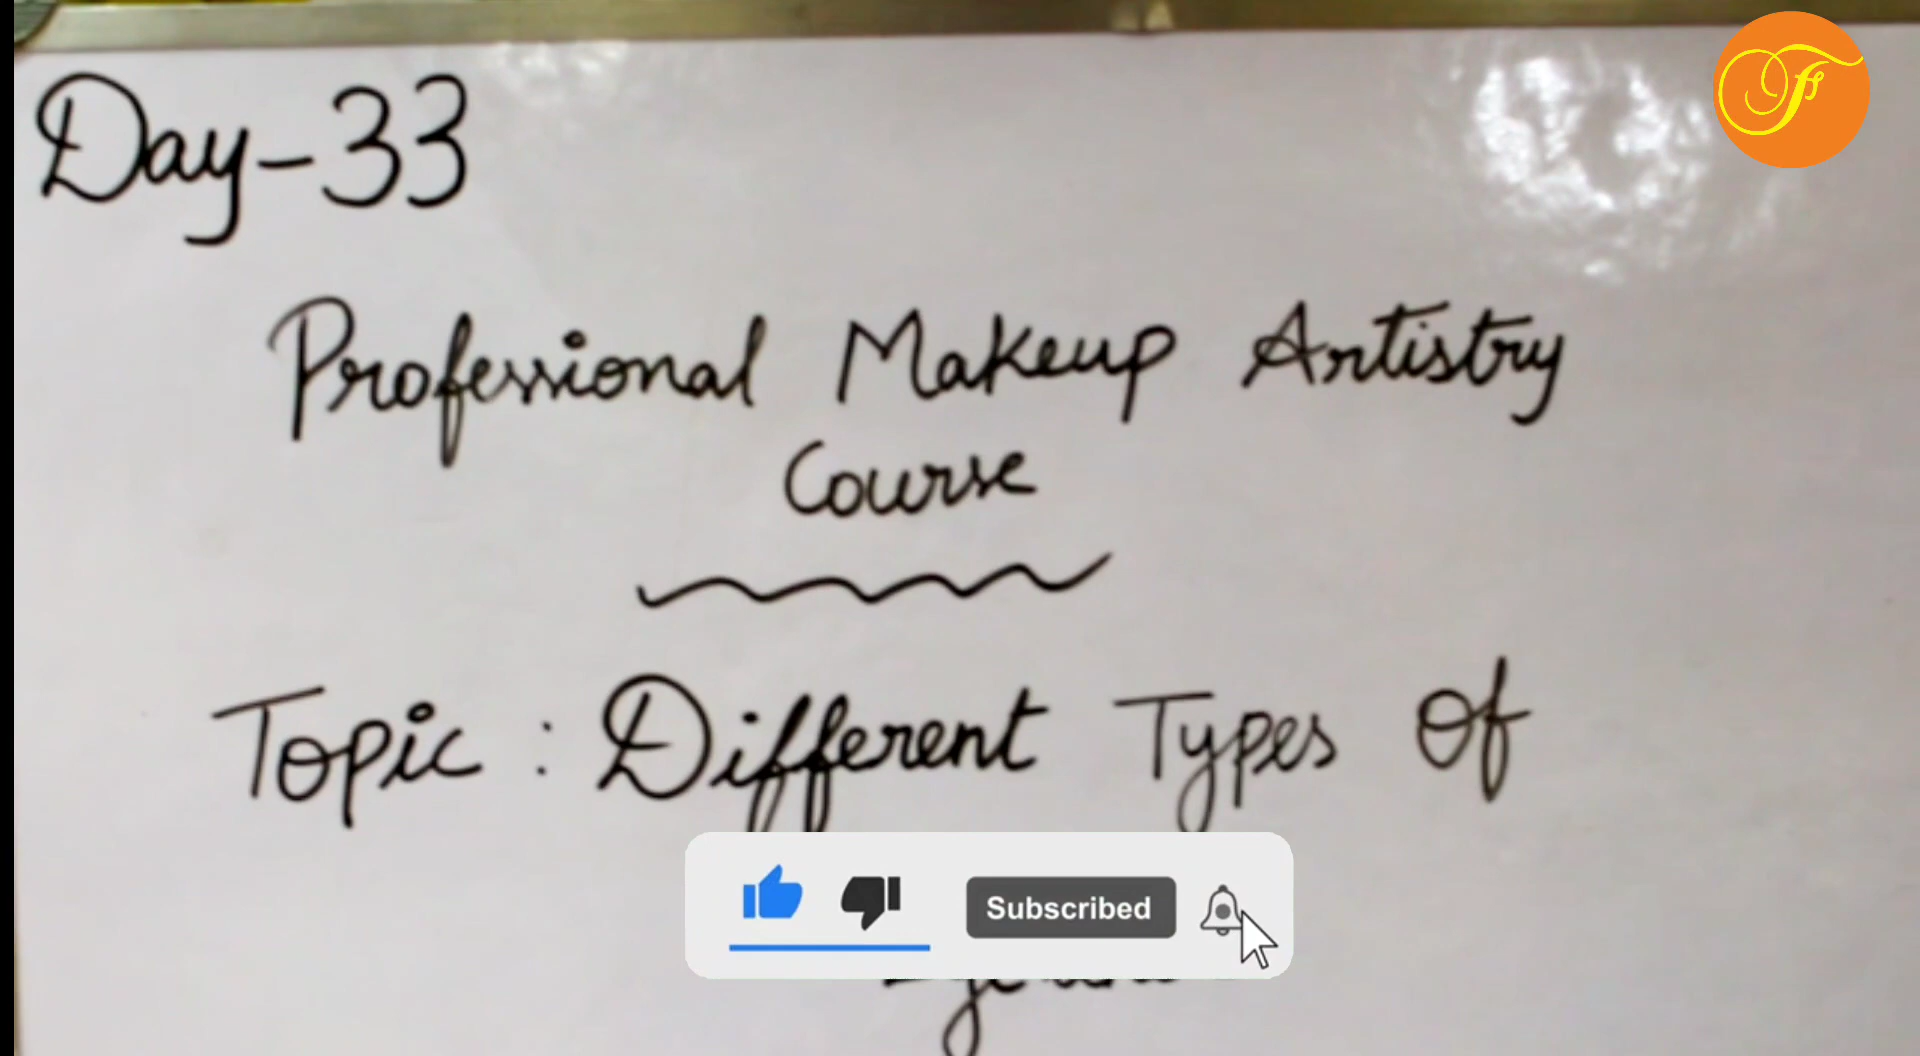 Day-33
Professional Makeup Artistry
Course
Topic : Different Types Of
Subscribed